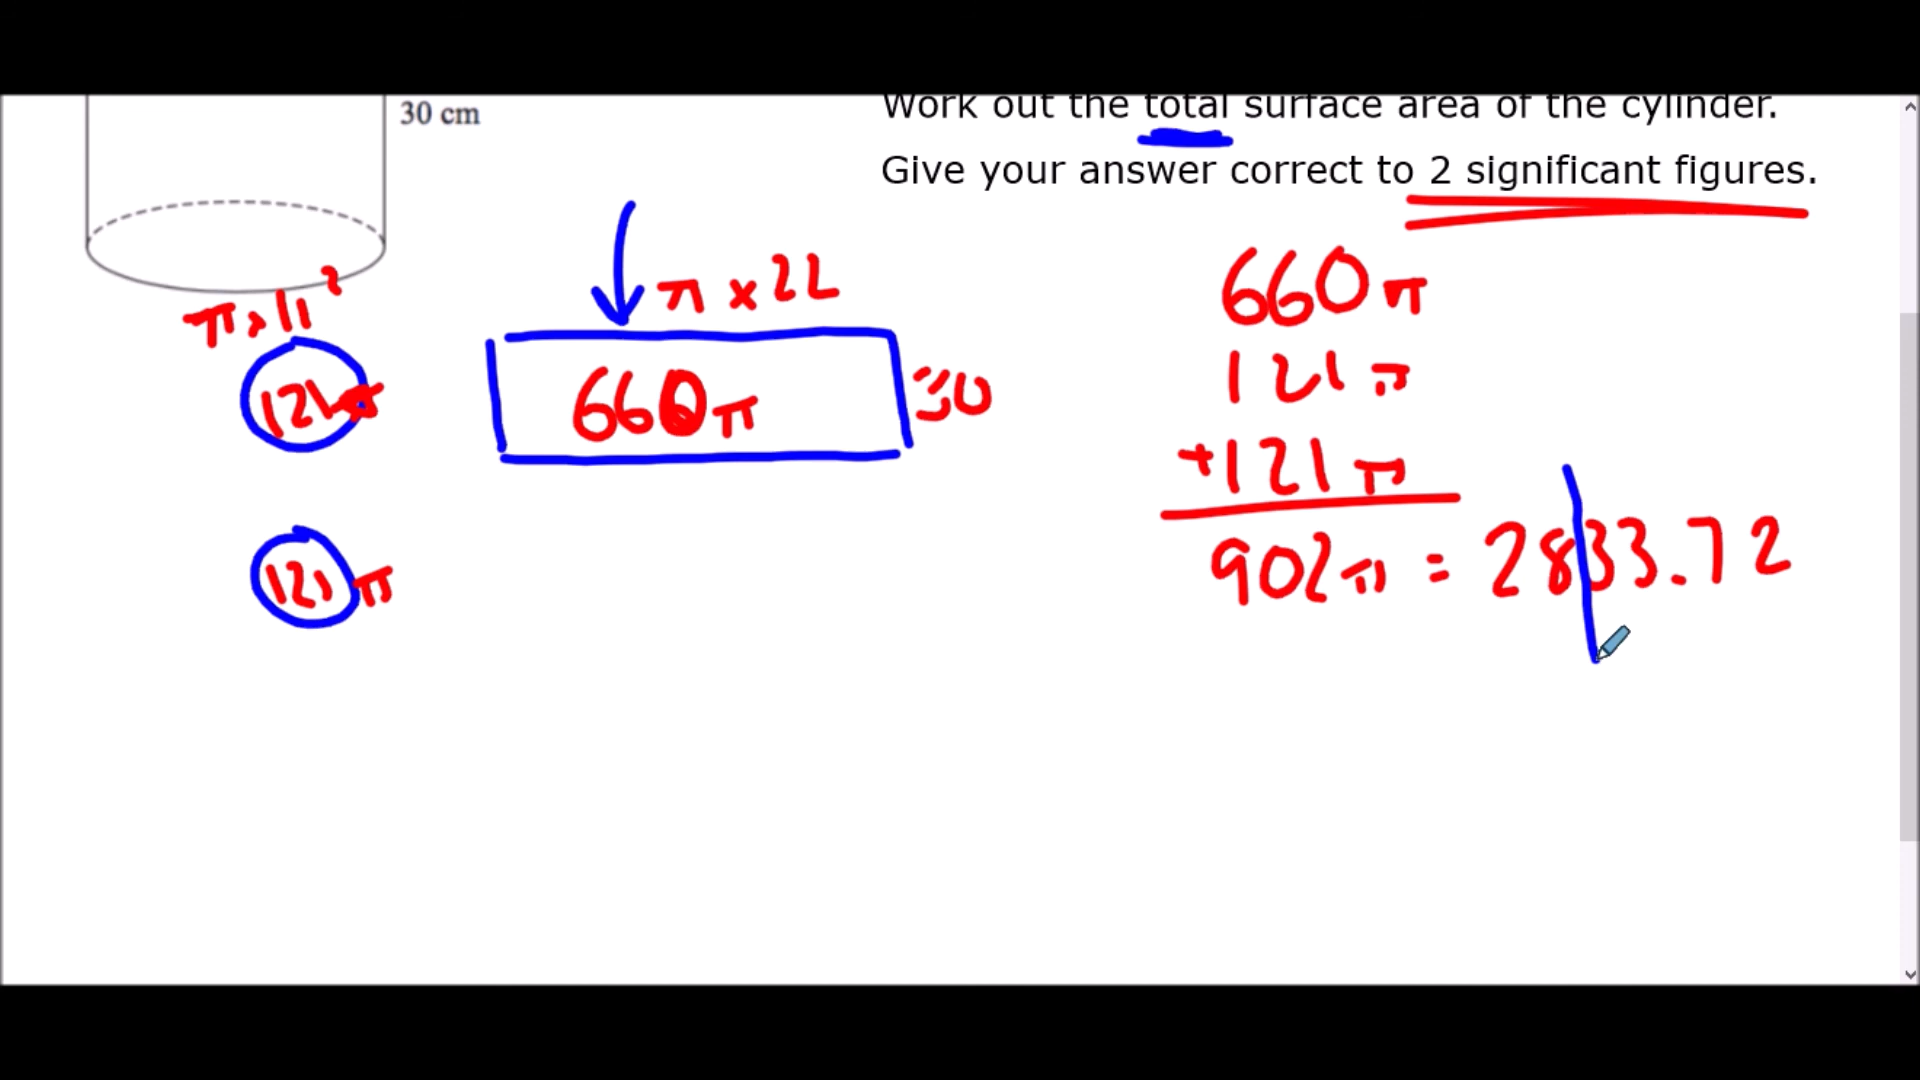 30 cm
Work out the total surface area of the cylinder.
Give your answer correct to 2 significant figures.
π × 11²
121π
π × 22
660π
30
121π
660π
121π
+121π
902π = 2833.72